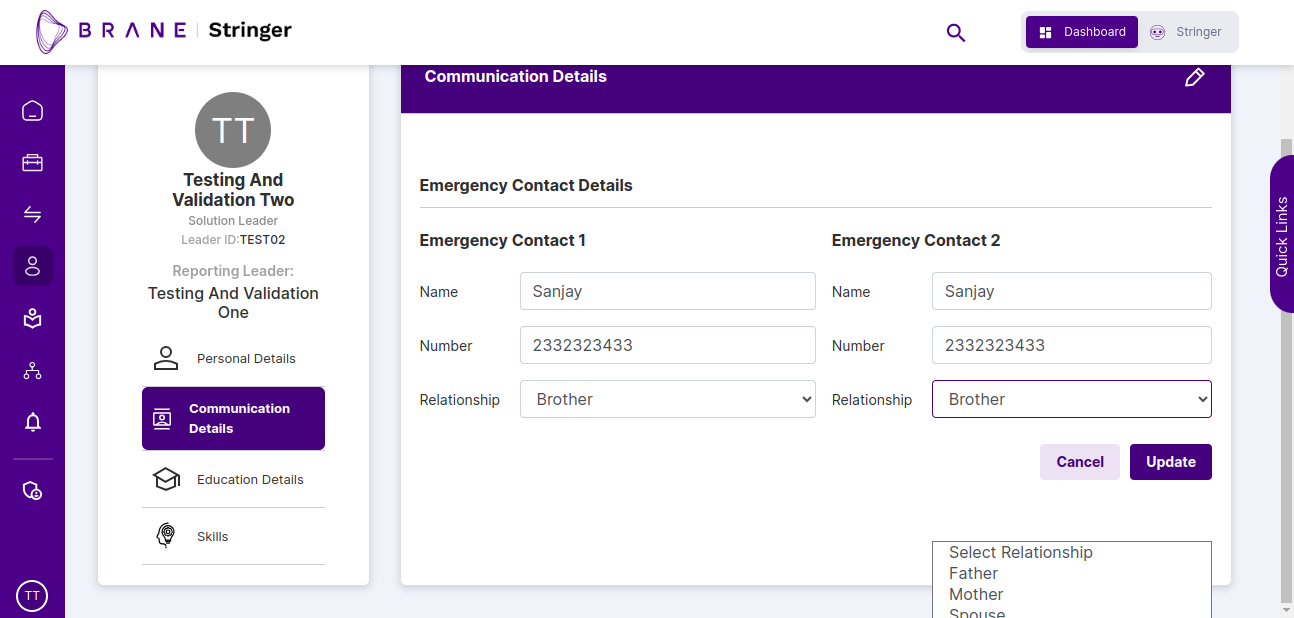 BRANE | Stringer
Dashboard
Stringer
TT
Testing And
Validation Two
Solution Leader
Leader ID:TEST02
Reporting Leader:
Testing And Validation
One
Personal Details
Communication
Details
Education Details
Skills
TT
Communication Details
Emergency Contact Details
Emergency Contact 1
Name
Sanjay
Number
2332323433
Relationship
Brother
Emergency Contact 2
Name
Sanjay
Number
2332323433
Relationship
Brother
Cancel
Update
Select Relationship
Father
Mother
Spouse
Quick Links